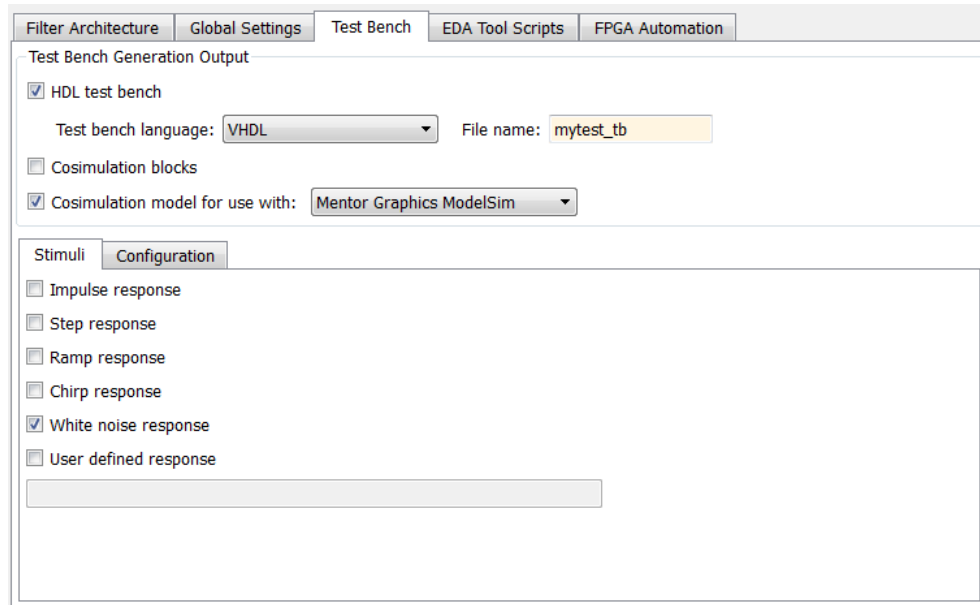 Filter Architecture Global Settings Test Bench EDA Tool Scripts FPGA Automation
Test Bench Generation Output
HDL test bench
Test bench language: VHDL File name: mytest_tb
Cosimulation blocks
Cosimulation model for use with: Mentor Graphics ModelSim
Stimuli Configuration
Impulse response
Step response
Ramp response
Chirp response
White noise response
User defined response